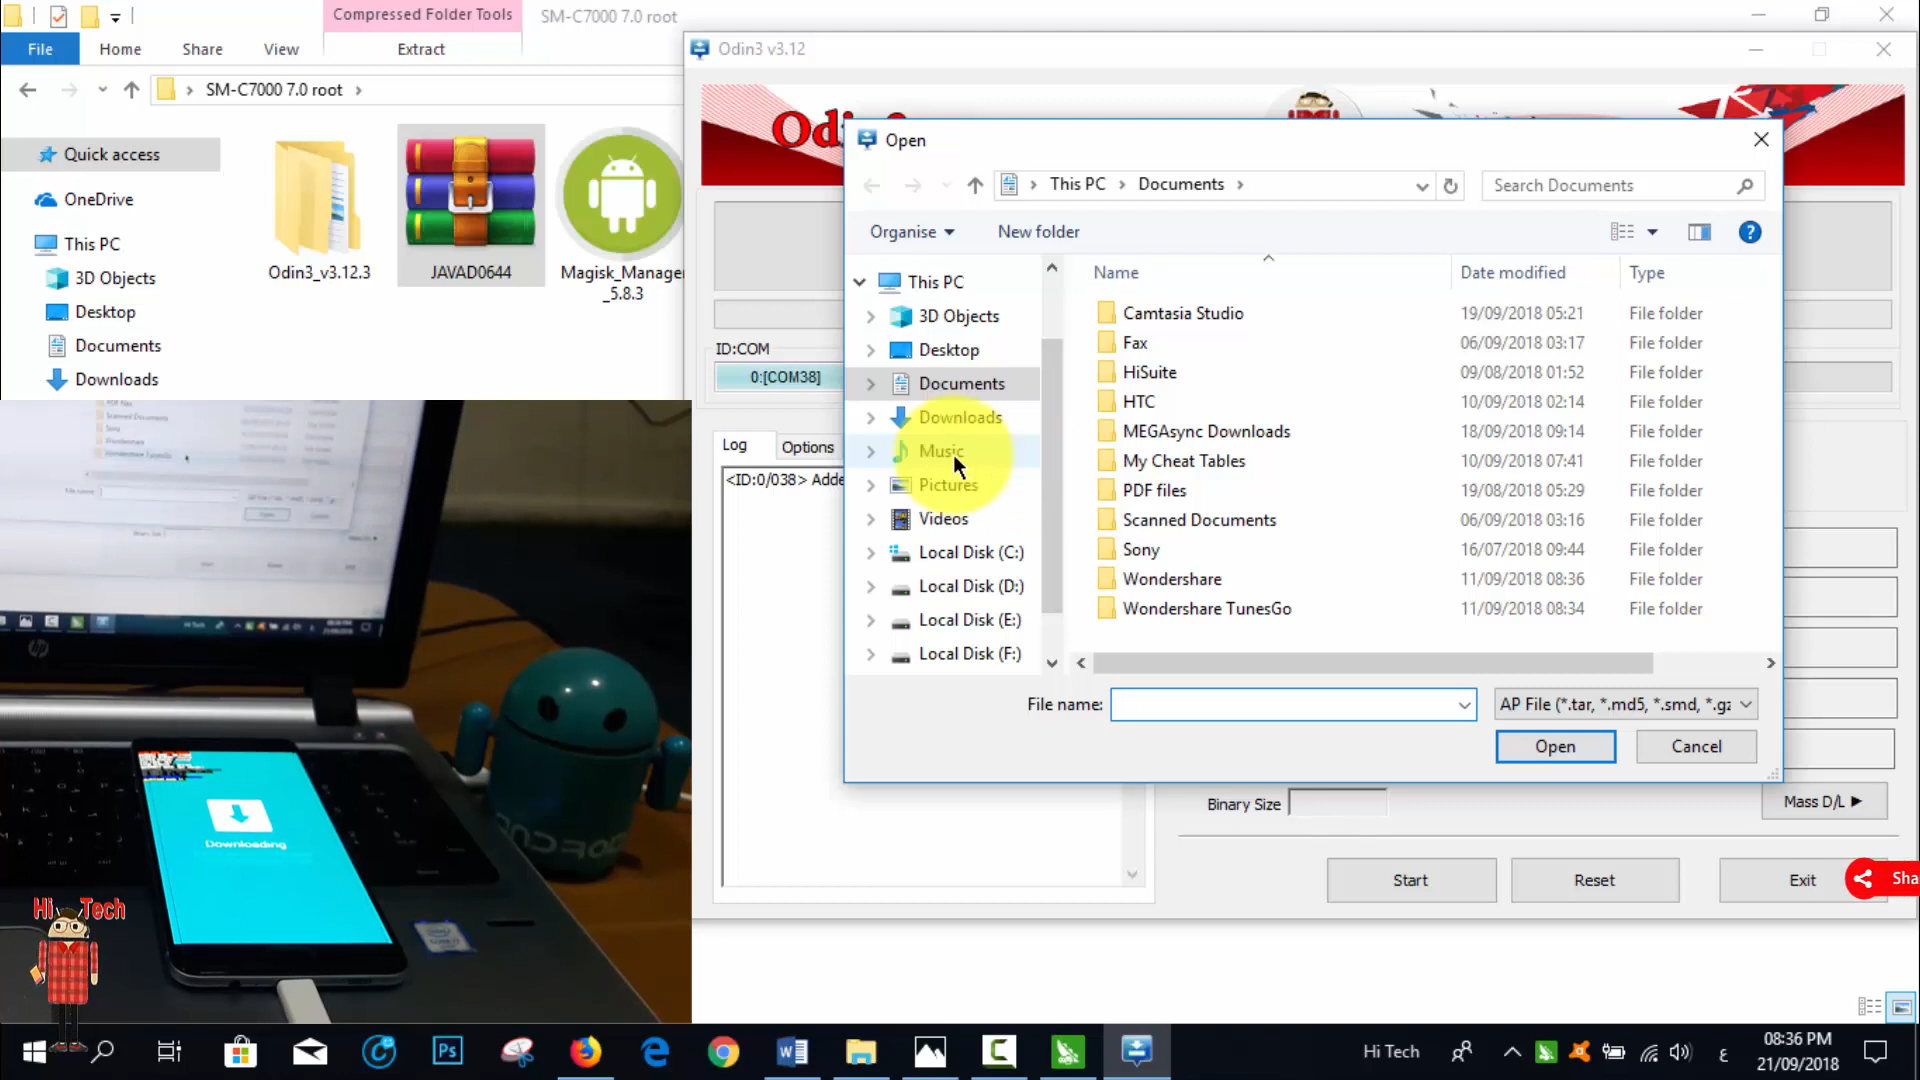 Compressed Folder Tools
SM-C7000 7.0 root
File
Home
Share
View
Extract
SM-C7000 7.0 root
Quick access
OneDrive
This PC
3D Objects
Desktop
Documents
Downloads
Odin3_v3.12.3
JAVAD0644
Magisk_Manager
_5.8.3
Odin3 v3.12
ID:COM
0:[COM38]
Log
Options
<ID:0/038> Adde
Open
This PC
Documents
Search Documents
Organise
New folder
This PC
3D Objects
Desktop
Documents
Downloads
Music
Pictures
Videos
Local Disk (C:)
Local Disk (D:)
Local Disk (E:)
Local Disk (F:)
Name
Date modified
Type
Camtasia Studio 19/09/2018 05:21 File folder
Fax 06/09/2018 03:17 File folder
HiSuite 09/08/2018 01:52 File folder
HTC 10/09/2018 02:14 File folder
MEGAsync Downloads 18/09/2018 09:14 File folder
My Cheat Tables 10/09/2018 07:41 File folder
PDF files 19/08/2018 05:29 File folder
Scanned Documents 06/09/2018 03:16 File folder
Sony 16/07/2018 09:44 File folder
Wondershare 11/09/2018 08:36 File folder
Wondershare TunesGo 11/09/2018 08:34 File folder
File name:
AP File (*.tar, *.md5, *.smd, *.gz
Open
Cancel
Binary Size
Mass D/L
Start
Reset
Exit
Sha
Downloading
Hi Tech
Ps
Hi Tech
ع
08:36 PM
21/09/2018